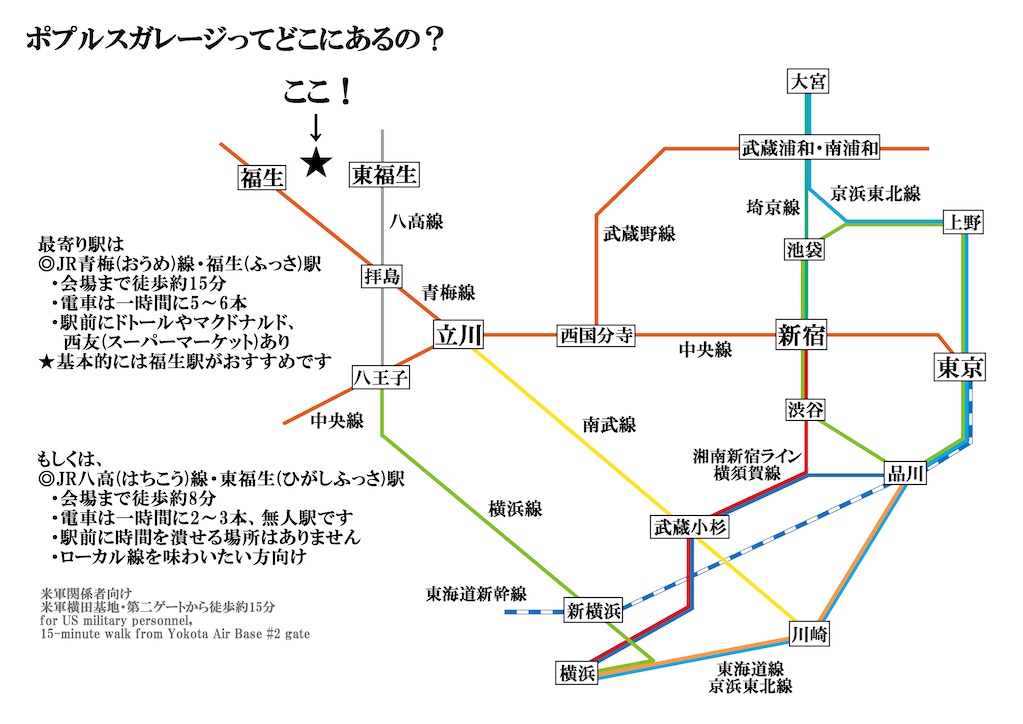 ポプルスガレージってどこにあるの？
ここ！
↓
★
大宮
武蔵浦和・南浦和
福生
東福生
京浜東北線
埼京線
上野
八高線
武蔵野線
池袋
最寄り駅は
◎JR青梅(おうめ)線・福生(ふっさ)駅
・会場まで徒歩約15分
・電車は一時間に5～6本
・駅前にドトールやマクドナルド、
西友(スーパーマーケット)あり
★基本的には福生駅がおすすめです
拝島
青梅線
立川
西国分寺
中央線
新宿
東京
八王子
中央線
渋谷
南武線
湘南新宿ライン
横須賀線
品川
もしくは、
◎JR八高(はちこう)線・東福生(ひがしふっさ)駅
・会場まで徒歩約8分
・電車は一時間に2～3本、無人駅です
・駅前に時間を潰せる場所はありません
・ローカル線を味わいたい方向け
横浜線
武蔵小杉
東海道新幹線
新横浜
川崎
横浜
東海道線
京浜東北線
米軍関係者向け
米軍横田基地・第二ゲートから徒歩約15分
for US military personnel,
15-minute walk from Yokota Air Base #2 gate